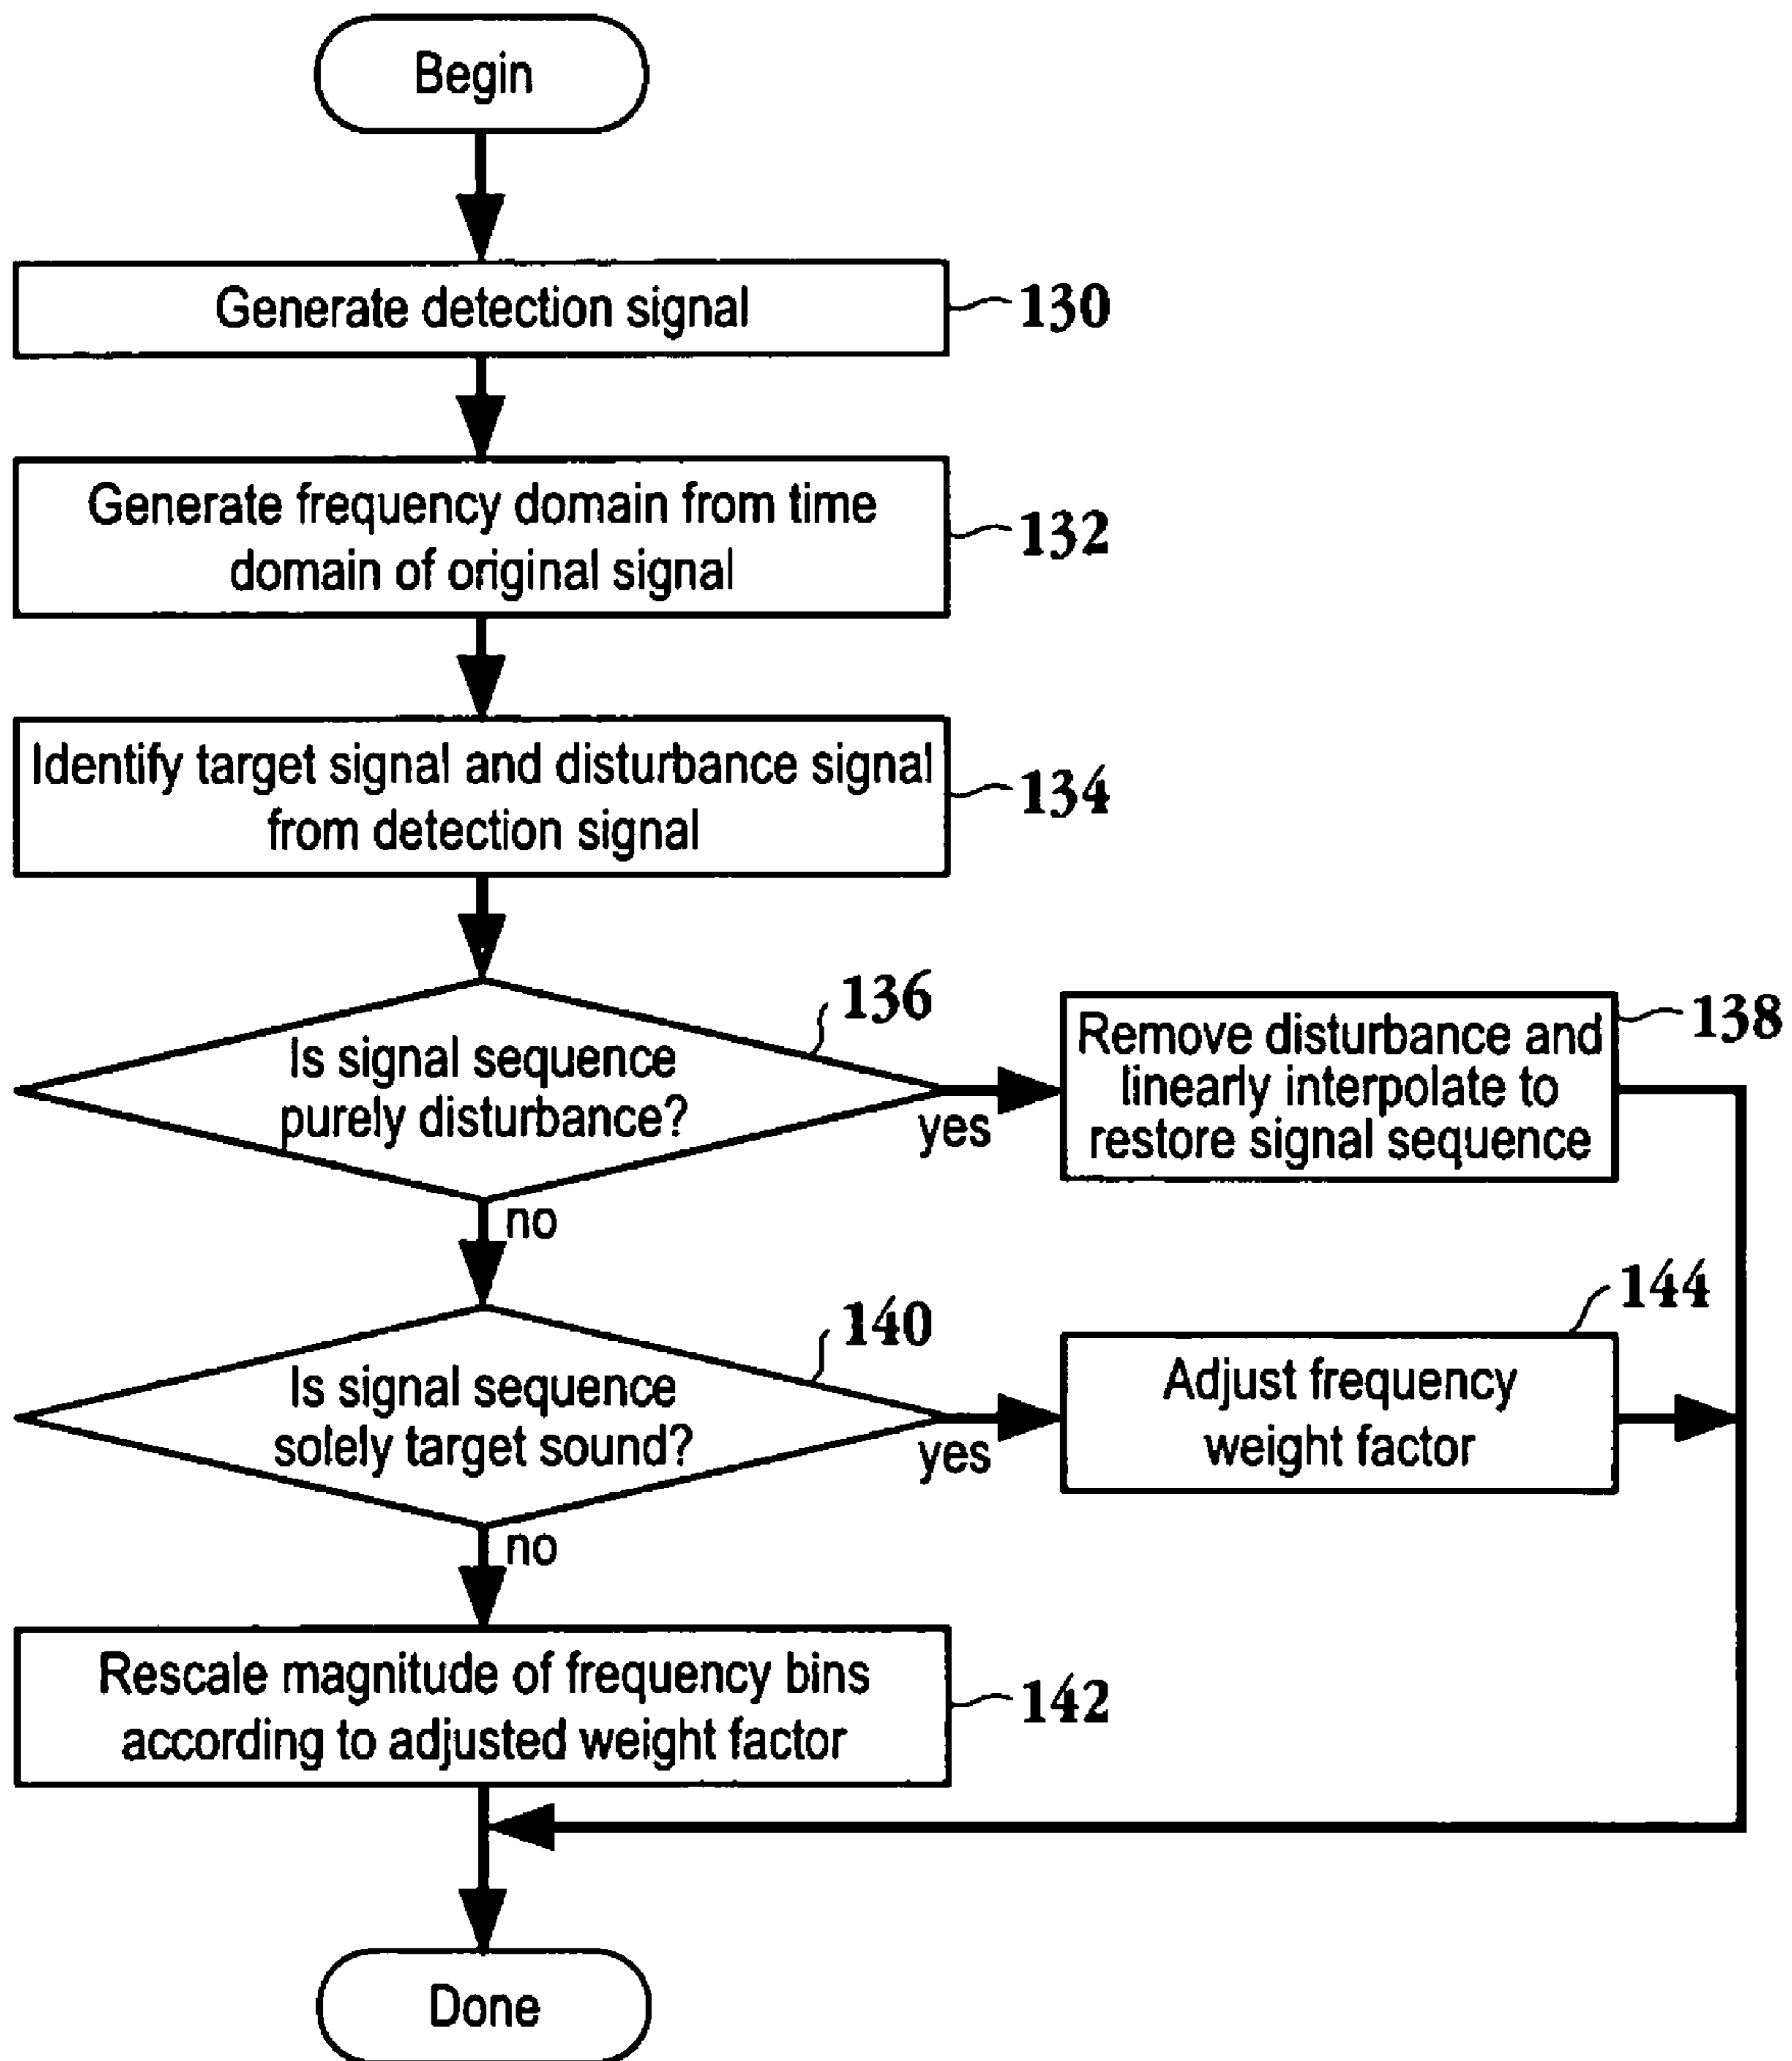 Begin
Generate detection signal
130
Generate frequency domain from time
domain of original signal
132
Identify target signal and disturbance signal
from detection signal
134
136
Is signal sequence
purely disturbance?
yes
no
138
Remove disturbance and
linearly interpolate to
restore signal sequence
140
Is signal sequence
solely target sound?
yes
no
144
Adjust frequency
weight factor
Rescale magnitude of frequency bins
according to adjusted weight factor
142
Done